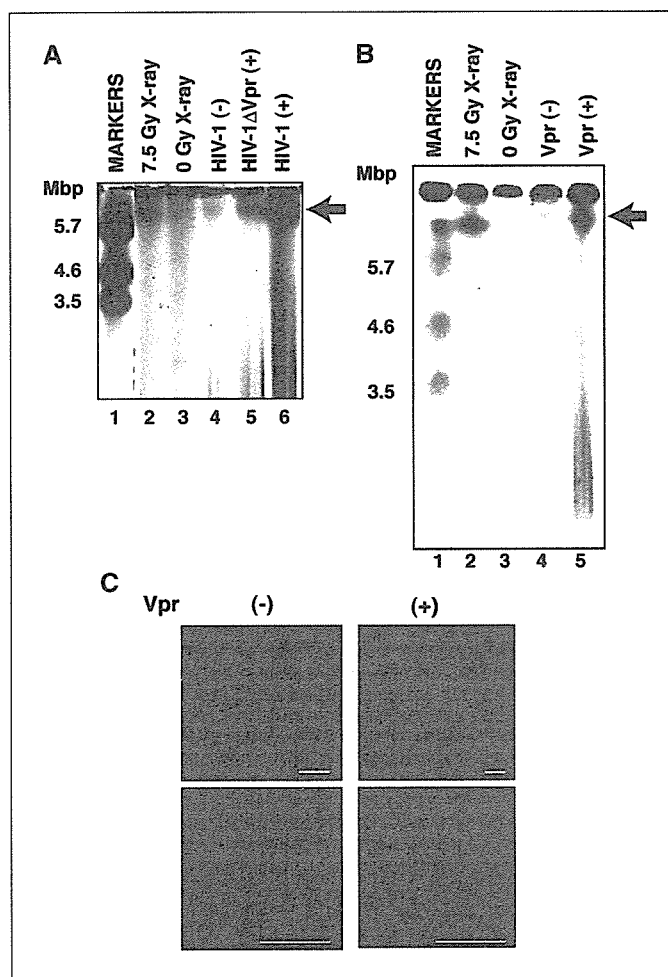 A
MARKERS
7.5 Gy X-ray
0 Gy X-ray
HIV-1 (-)
HIV-1ΔVpr (+)
HIV-1 (+)
Mbp
5.7
4.6
3.5
1 2 3 4 5 6
B
MARKERS
7.5 Gy X-ray
0 Gy X-ray
Vpr (-)
Vpr (+)
Mbp
5.7
4.6
3.5
1 2 3 4 5
C
Vpr (-) (+)